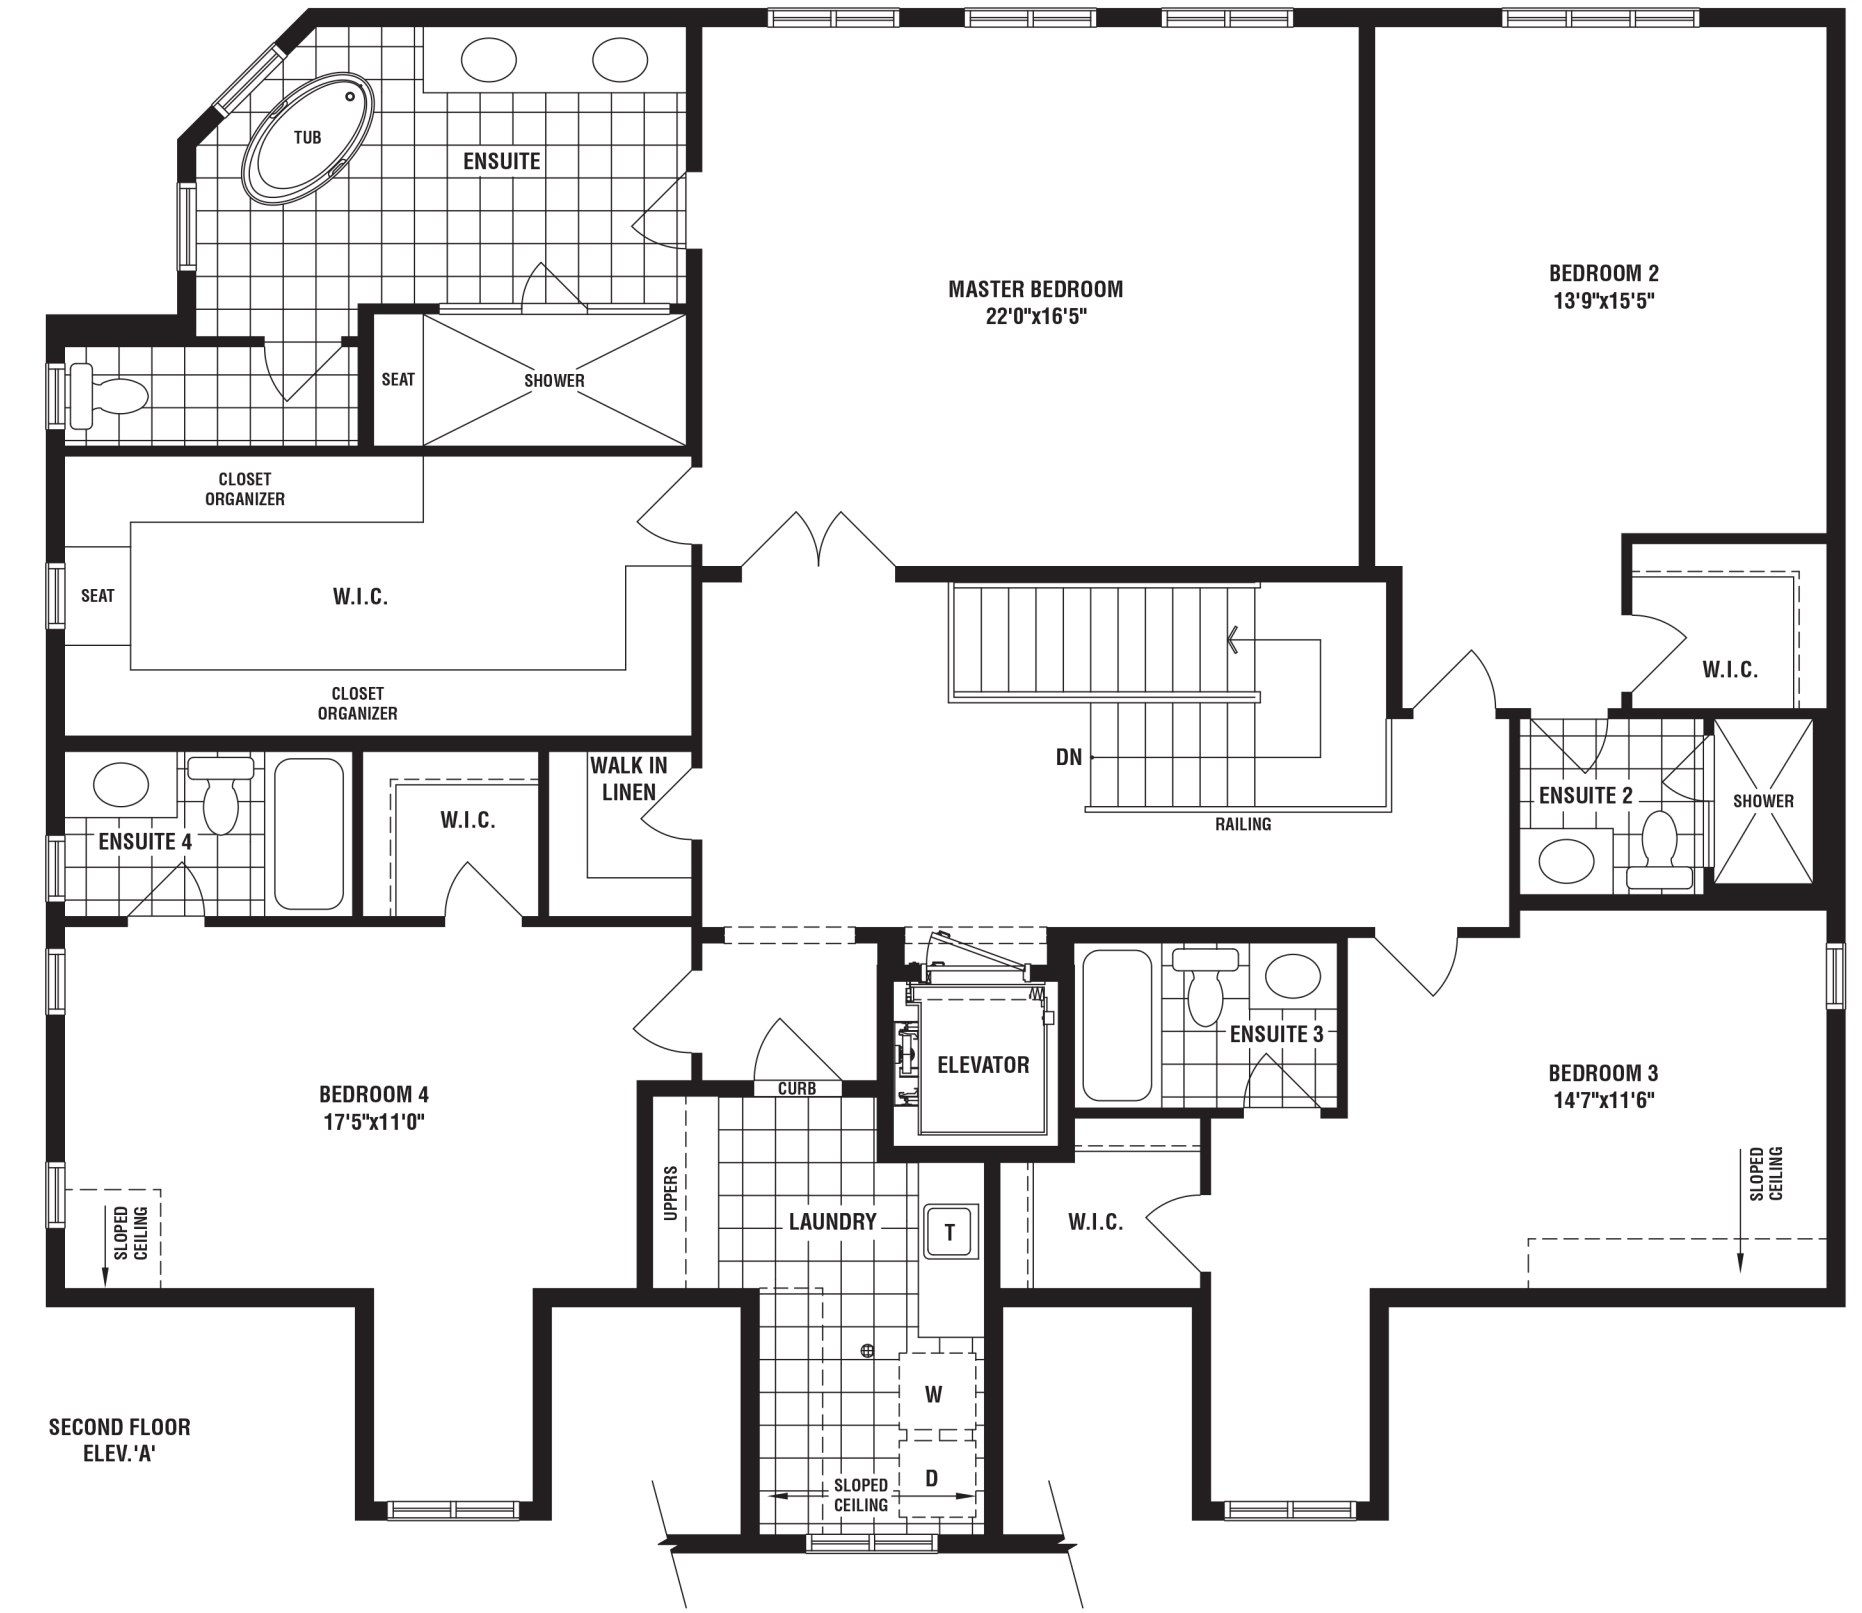 TUB
ENSUITE
MASTER BEDROOM
22'0"x16'5"
BEDROOM 2
13'9"x15'5"
SEAT
SHOWER
CLOSET
ORGANIZER
SEAT
W.I.C.
CLOSET
ORGANIZER
W.I.C.
DN
RAILING
WALK IN
LINEN
W.I.C.
ENSUITE 4
ENSUITE 2
SHOWER
ENSUITE 3
ELEVATOR
CURB
BEDROOM 4
17'5"x11'0"
BEDROOM 3
14'7"x11'6"
UPPERS
LAUNDRY
T
W.I.C.
SLOPED
CEILING
SLOPED
CEILING
W
D
SLOPED
CEILING
SECOND FLOOR
ELEV. 'A'